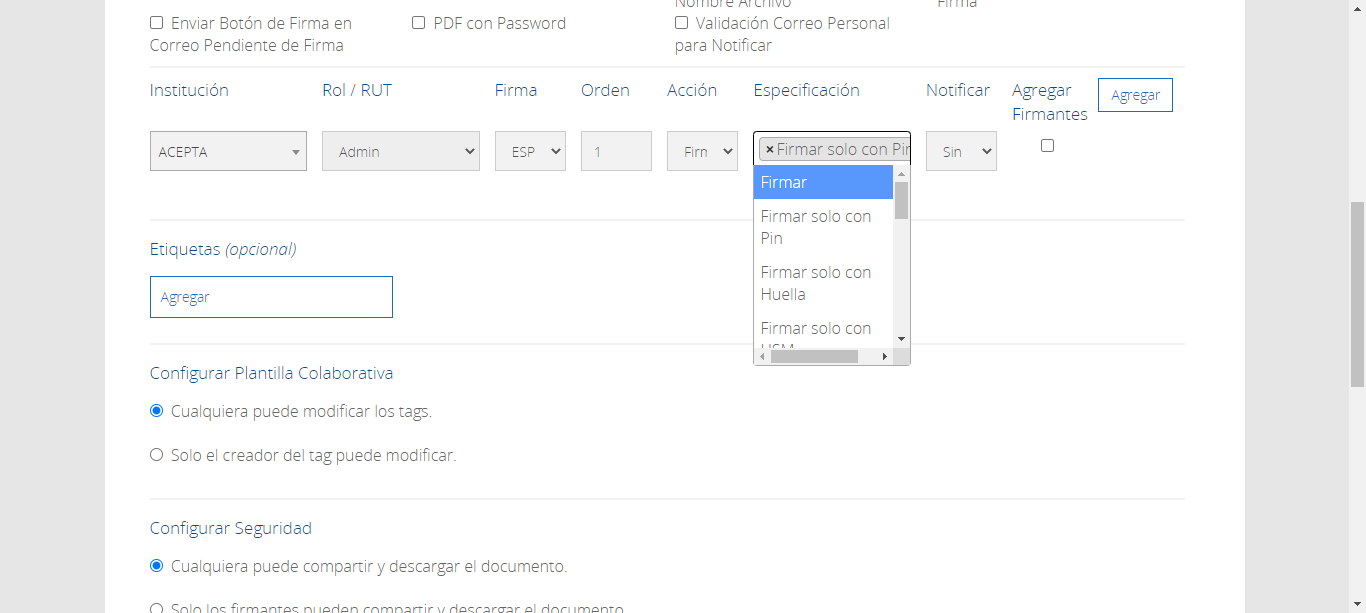 Nombre Archivo
Firma
Enviar Botón de Firma en
Correo Pendiente de Firma
PDF con Password
Validación Correo Personal
para Notificar
Institución
Rol / RUT
Firma
Orden
Acción
Especificación
Notificar
Agregar
Firmantes
Agregar
ACEPTA
Admin
ESP
1
Firn
× Firmar solo con Pin
Sin
Firmar
Firmar solo con
Pin
Firmar solo con
Huella
Firmar solo con
HSM
Etiquetas (opcional)
Agregar
Configurar Plantilla Colaborativa
Cualquiera puede modificar los tags.
Solo el creador del tag puede modificar.
Configurar Seguridad
Cualquiera puede compartir y descargar el documento.
Solo los firmantes pueden compartir y descargar el documento.